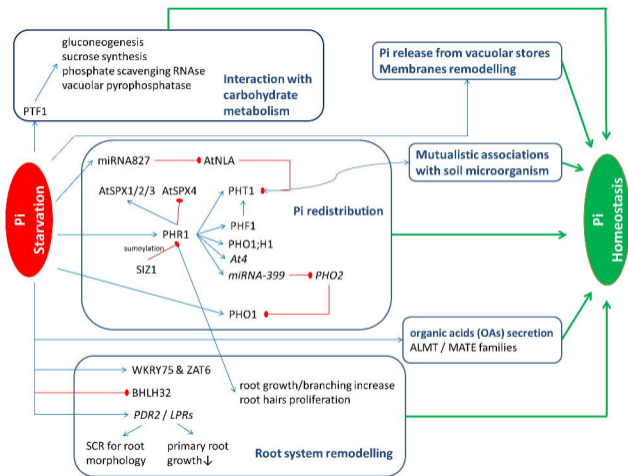 gluconeogenesis
sucrose synthesis
phosphate scavenging RNAse
vacuolar pyrophosphatase
PTF1
Interaction with
carbohydrate
metabolism
Pi release from vacuolar stores
Membranes remodelling
Pi
Starvation
miRNA827
AtNLA
AtSPX1/2/3
AtSPX4
PHT1
Mutualistic associations
with soil microorganism
Pi redistribution
PHR1
PHF1
PHO1;H1
At4
sumoylation
SIZ1
miRNA-399
PHO2
PHO1
Pi
Homeostasis
organic acids (OAs) secretion
ALMT / MATE families
WKRY75 & ZAT6
BHLH32
PDR2 / LPRs
root growth/branching increase
root hairs proliferation
SCR for root
morphology
primary root
growth↓
Root system remodelling